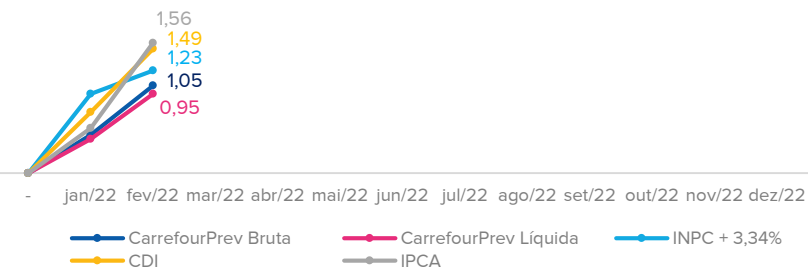 1,56
1,49
1,23
1,05
0,95
- jan/22 fev/22 mar/22 abr/22 mai/22 jun/22 jul/22 ago/22 set/22 out/22 nov/22 dez/22
CarrefourPrev Bruta CarrefourPrev Líquida INPC + 3,34%
CDI IPCA